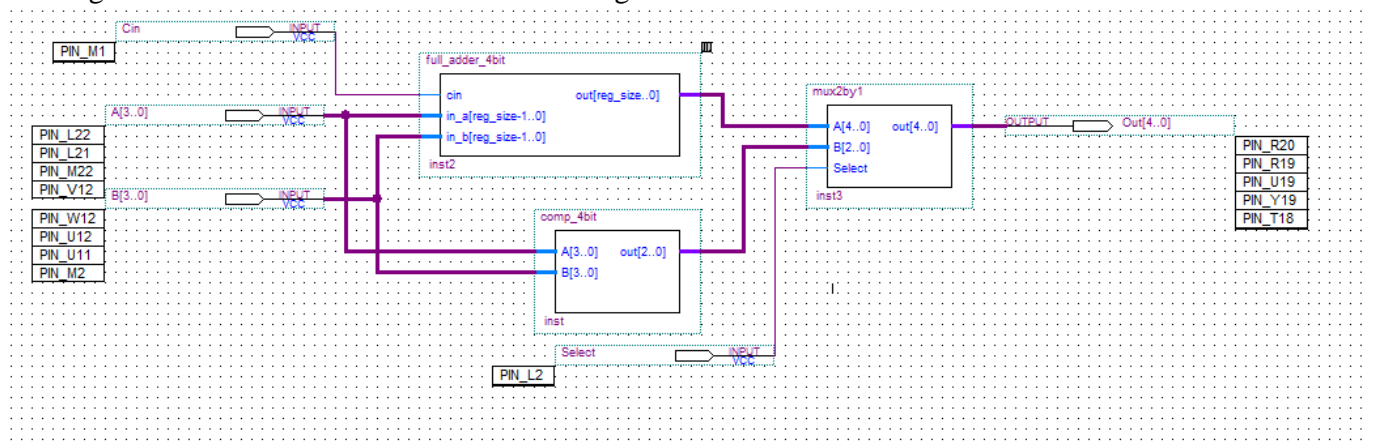 Cin
INPUT
VCC
PIN_M1
full_adder_4bit
cin
out[reg_size..0]
in_a[reg_size-1..0]
in_b[reg_size-1..0]
inst2
A[3..0]
INPUT
VCC
PIN_L22
PIN_L21
PIN_M22
PIN_V12
B[3..0]
INPUT
VCC
PIN_W12
PIN_U12
PIN_U11
PIN_M2
comp_4bit
A[3..0]
out[2..0]
B[3..0]
inst
mux2by1
A[4..0]
out[4..0]
B[2..0]
Select
inst3
OUTPUT
Out[4..0]
PIN_R20
PIN_R19
PIN_U19
PIN_Y19
PIN_T18
Select
INPUT
VCC
PIN_L2